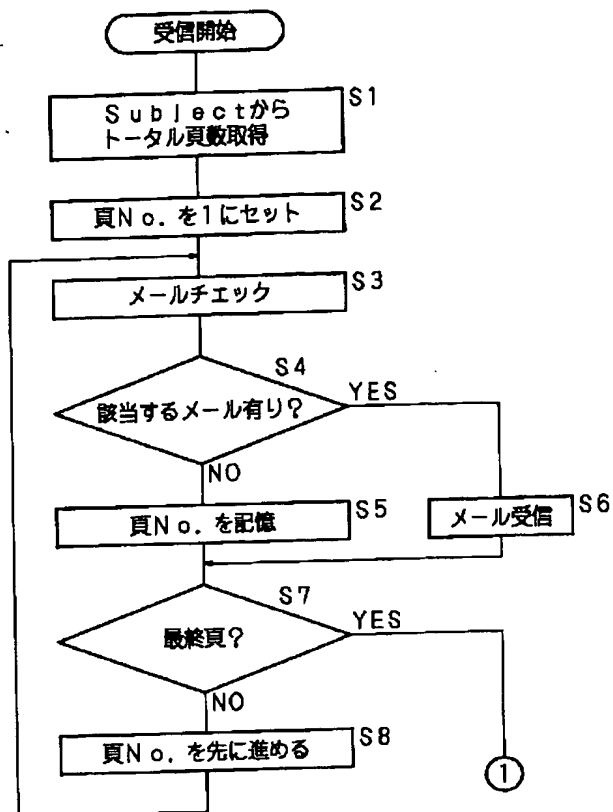 受信開始
Subjectから
トータル頁数取得
S1
頁No.を1にセット
S2
メールチェック
S3
S4
該当するメール有り?
YES
NO
頁No.を記憶
S5
メール受信
S6
S7
最終頁?
YES
NO
頁No.を先に進める
S8
1